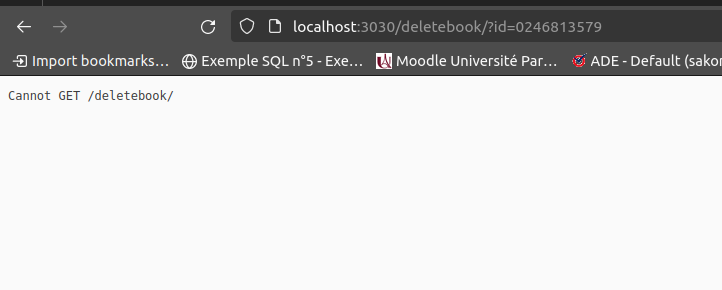 localhost:3030/deletebook/?id=0246813579
Import bookmarks... Exemple SQL n°5 - Exe... Moodle Université Par... ADE - Default (sakor
Cannot GET /deletebook/